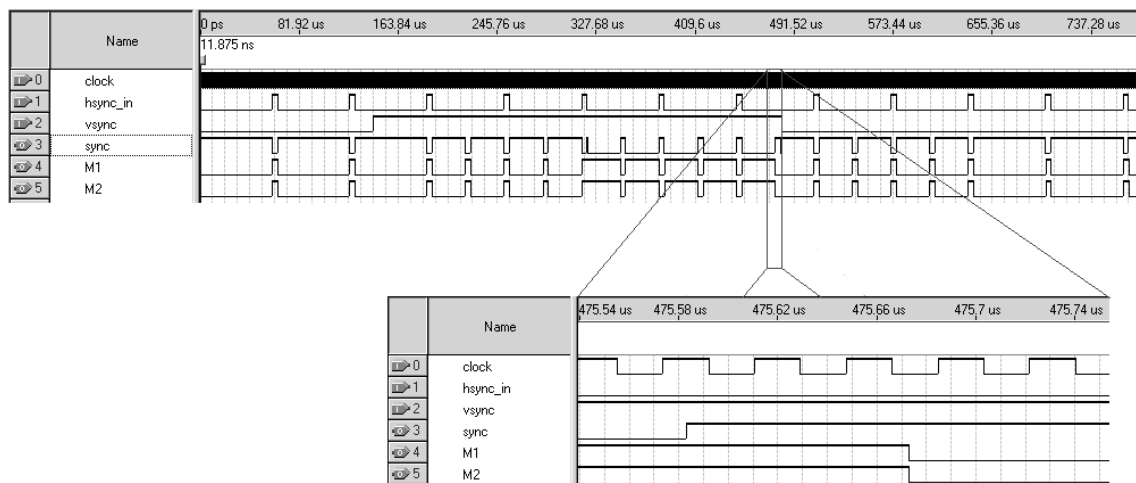 Name
0 ps 81.92 us 163.84 us 245.76 us 327.68 us 409.6 us 491.52 us 573.44 us 655.36 us 737.28 us
11.875 ns
0 clock
1 hsync_in
2 vsync
3 sync
4 M1
5 M2
Name
475.54 us 475.58 us 475.62 us 475.66 us 475.7 us 475.74 us
0 clock
1 hsync_in
2 vsync
3 sync
4 M1
5 M2